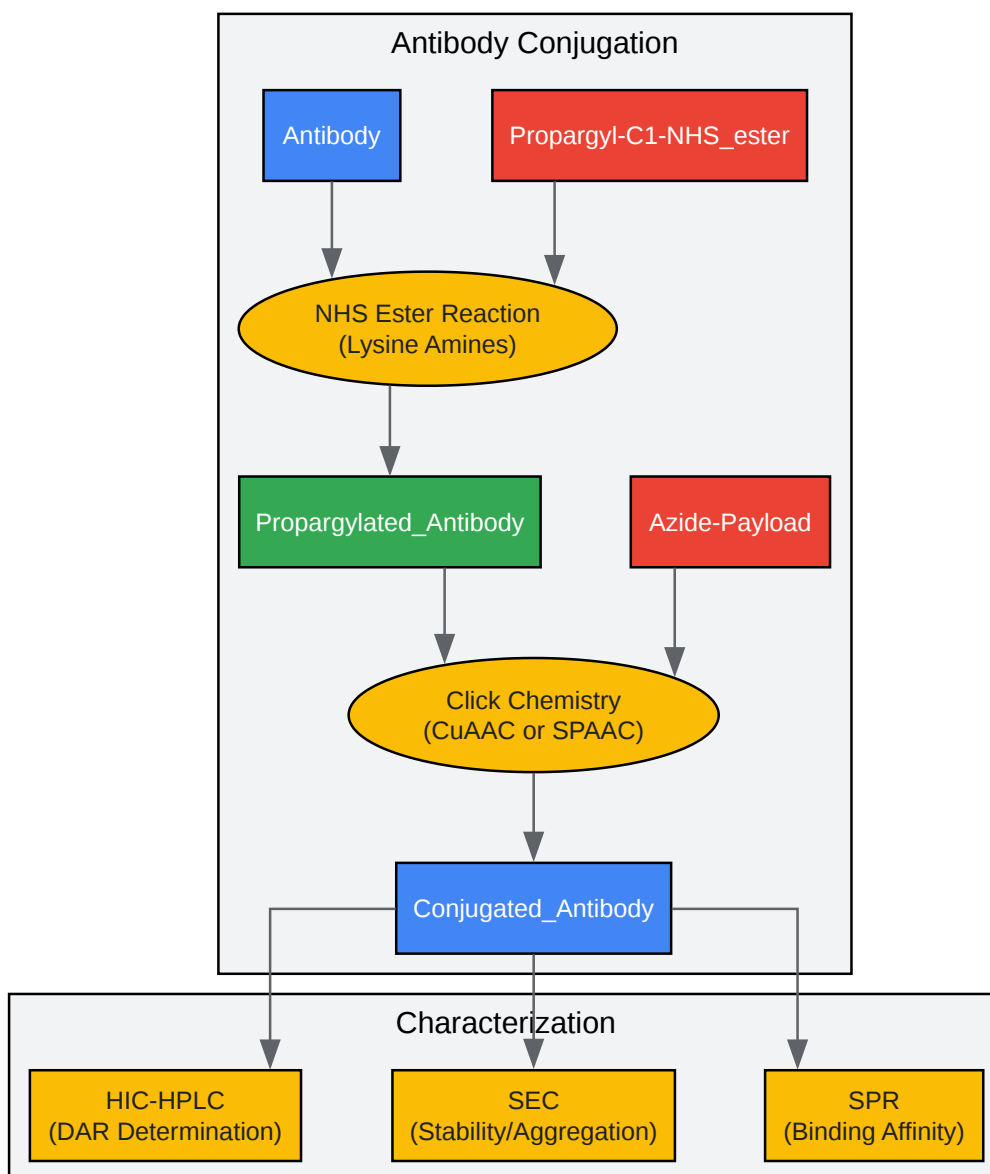 Antibody Conjugation
Antibody
Propargyl-C1-NHS_ester
NHS Ester Reaction
(Lysine Amines)
Propargylated_Antibody
Azide-Payload
Click Chemistry
(CuAAC or SPAAC)
Conjugated_Antibody
Characterization
HIC-HPLC
(DAR Determination)
SEC
(Stability/Aggregation)
SPR
(Binding Affinity)